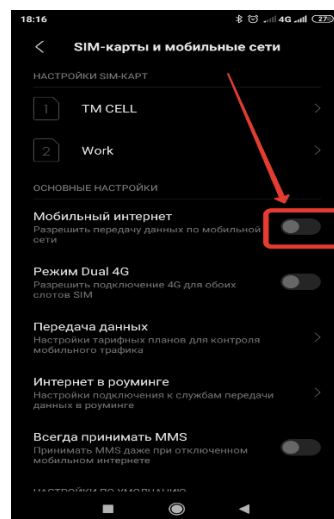 18:16 4G 27
SIM-карты и мобильные сети
НАСТРОЙКИ SIM-КАРТ
1 TM CELL
2 Work
ОСНОВНЫЕ НАСТРОЙКИ
Мобильный интернет
Разрешить передачу данных по мобильной
сети
Режим Dual 4G
Разрешить подключение 4G для обоих
слотов SIM
Передача данных
Настройки тарифных планов для контроля
мобильного трафика
Интернет в роуминге
Настройки подключения к службам передачи
данных в роуминге
Всегда принимать MMS
Принимать MMS даже при отключенном
мобильном интернете
НАСТРОЙКИ ПО УМОЛЧАНИЮ